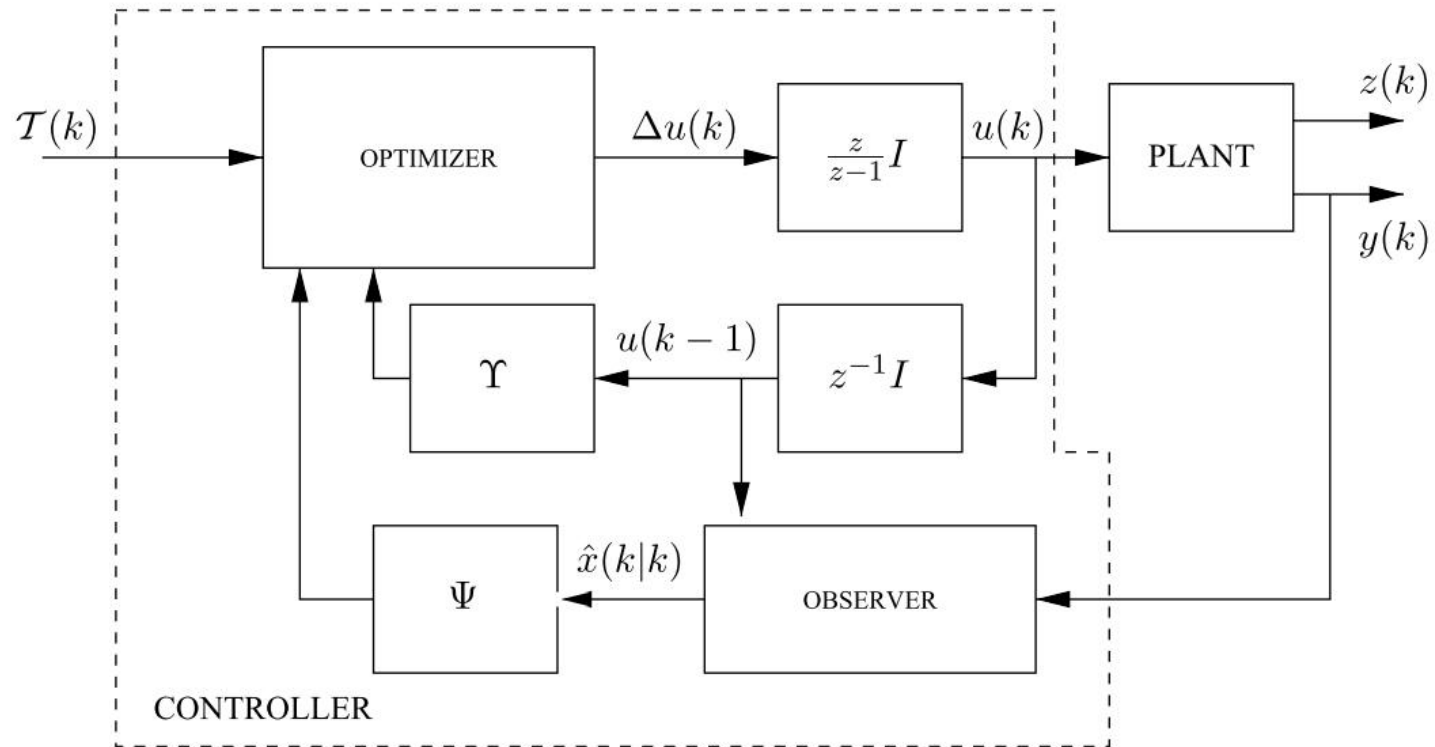 𝒯(k)
OPTIMIZER
Δu(k)
z/(z−1) I
u(k)
PLANT
z(k)
y(k)
ϒ
u(k − 1)
z⁻¹I
Ψ
x̂(k|k)
OBSERVER
CONTROLLER